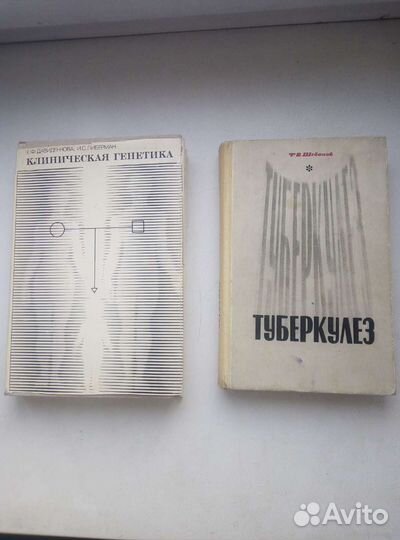 Е.Ф. ДАВИДЕНКОВА, И.С. ЛИБЕРМАН
КЛИНИЧЕСКАЯ ГЕНЕТИКА
Ф.В. Шебанов
*
ТУБЕРКУЛЕЗ
ТУБЕРКУЛЕЗ
Avito